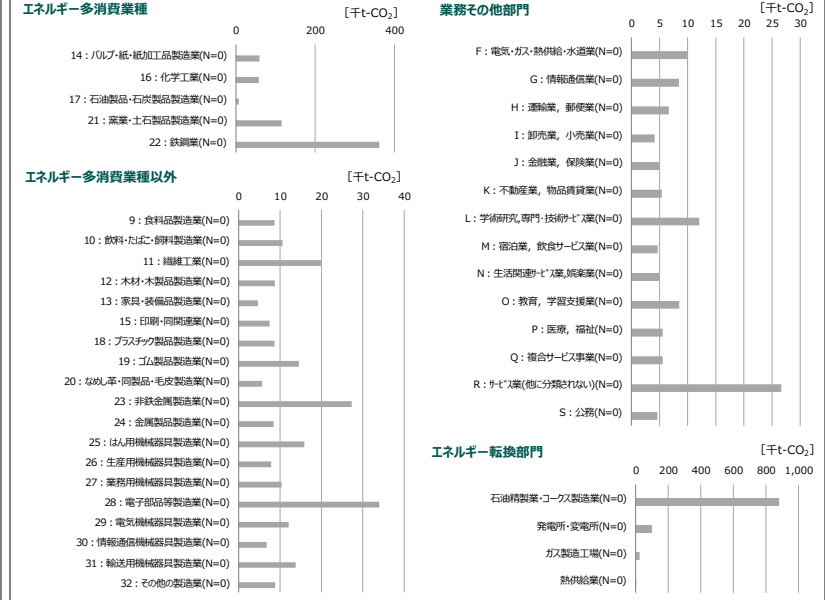 エネルギー多消費業種
[千t-CO₂]
0 200 400
14：パルプ・紙・紙加工品製造業(N=0)
16：化学工業(N=0)
17：石油製品・石炭製品製造業(N=0)
21：窯業・土石製品製造業(N=0)
22：鉄鋼業(N=0)
エネルギー多消費業種以外
[千t-CO₂]
0 10 20 30 40
9：食料品製造業(N=0)
10：飲料・たばこ・飼料製造業(N=0)
11：繊維工業(N=0)
12：木材・木製品製造業(N=0)
13：家具・装備品製造業(N=0)
15：印刷・同関連業(N=0)
18：プラスチック製品製造業(N=0)
19：ゴム製品製造業(N=0)
20：なめし革・同製品・毛皮製造業(N=0)
23：非鉄金属製造業(N=0)
24：金属製品製造業(N=0)
25：はん用機械器具製造業(N=0)
26：生産用機械器具製造業(N=0)
27：業務用機械器具製造業(N=0)
28：電子部品等製造業(N=0)
29：電気機械器具製造業(N=0)
30：情報通信機械器具製造業(N=0)
31：輸送用機械器具製造業(N=0)
32：その他の製造業(N=0)
業務その他部門
[千t-CO₂]
0 5 10 15 20 25 30
F：電気・ガス・熱供給・水道業(N=0)
G：情報通信業(N=0)
H：運輸業，郵便業(N=0)
I：卸売業，小売業(N=0)
J：金融業，保険業(N=0)
K：不動産業，物品賃貸業(N=0)
L：学術研究,専門・技術ｻｰﾋﾞｽ業(N=0)
M：宿泊業，飲食サービス業(N=0)
N：生活関連ｻｰﾋﾞｽ業,娯楽業(N=0)
O：教育，学習支援業(N=0)
P：医療，福祉(N=0)
Q：複合サービス事業(N=0)
R：ｻｰﾋﾞｽ業(他に分類されない)(N=0)
S：公務(N=0)
エネルギー転換部門
[千t-CO₂]
0 200 400 600 800 1,000
石油精製業・コークス製造業(N=0)
発電所・変電所(N=0)
ガス製造工場(N=0)
熱供給業(N=0)